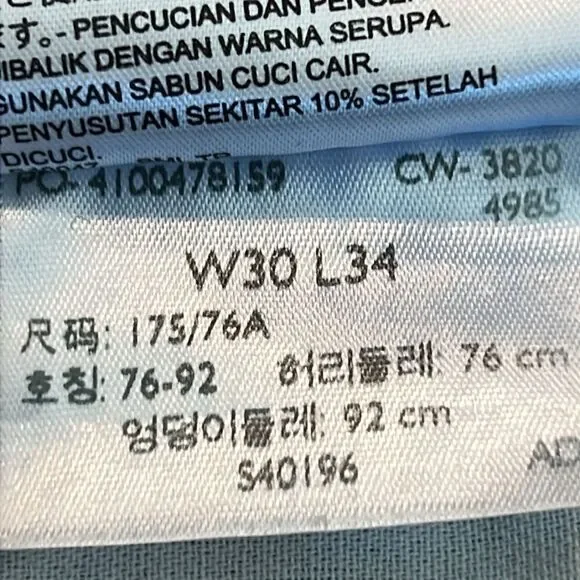 す。- PENCUCIAN DAN
IBALIK DENGAN WARNA SERUPA.
GUNAKAN SABUN CUCI CAIR.
PENYUSUTAN SEKITAR 10% SETELAH
DICUCI.
PO- 4100478159 CW- 3820
4985
W30 L34
尺码: 175/76A
호칭: 76-92 허리둘레: 76 cm
엉덩이둘레: 92 cm
S40196
AD